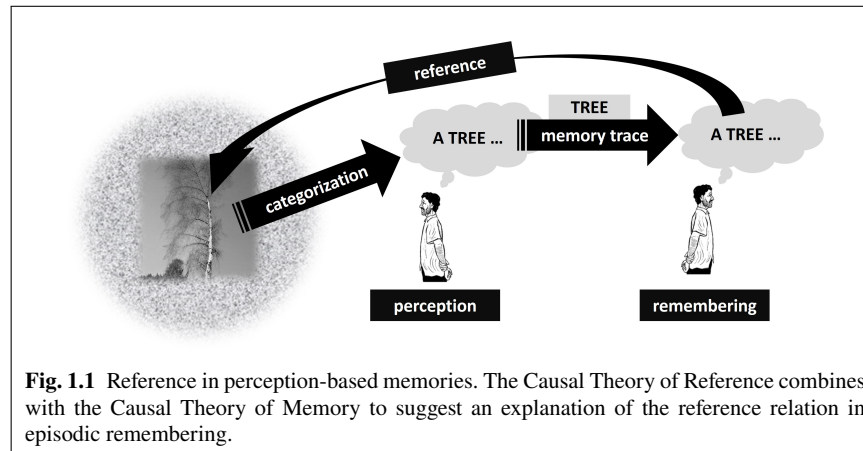 reference
TREE
A TREE ...
memory trace
A TREE ...
categorization
perception
remembering
Fig. 1.1 Reference in perception-based memories. The Causal Theory of Reference combines
with the Causal Theory of Memory to suggest an explanation of the reference relation in
episodic remembering.